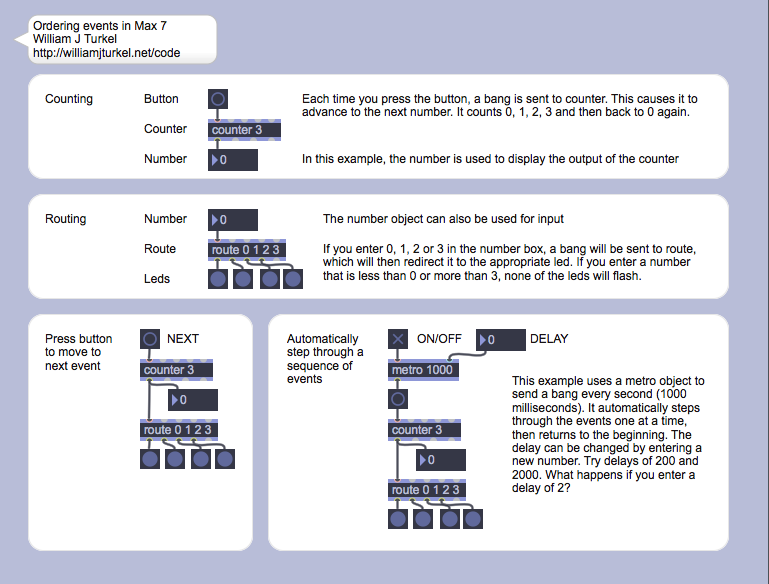 Ordering events in Max 7
William J Turkel
http://williamjturkel.net/code
Counting
Button
Each time you press the button, a bang is sent to counter. This causes it to
advance to the next number. It counts 0, 1, 2, 3 and then back to 0 again.
Counter
counter 3
Number
0
In this example, the number is used to display the output of the counter
Routing
Number
0
The number object can also be used for input
Route
route 0 1 2 3
If you enter 0, 1, 2 or 3 in the number box, a bang will be sent to route,
which will then redirect it to the appropriate led. If you enter a number
that is less than 0 or more than 3, none of the leds will flash.
Leds
Press button
to move to
next event
NEXT
counter 3
0
route 0 1 2 3
Automatically
step through a
sequence of
events
ON/OFF
0
DELAY
metro 1000
counter 3
0
route 0 1 2 3
This example uses a metro object to
send a bang every second (1000
milliseconds). It automatically steps
through the events one at a time,
then returns to the beginning. The
delay can be changed by entering a
new number. Try delays of 200 and
2000. What happens if you enter a
delay of 2?